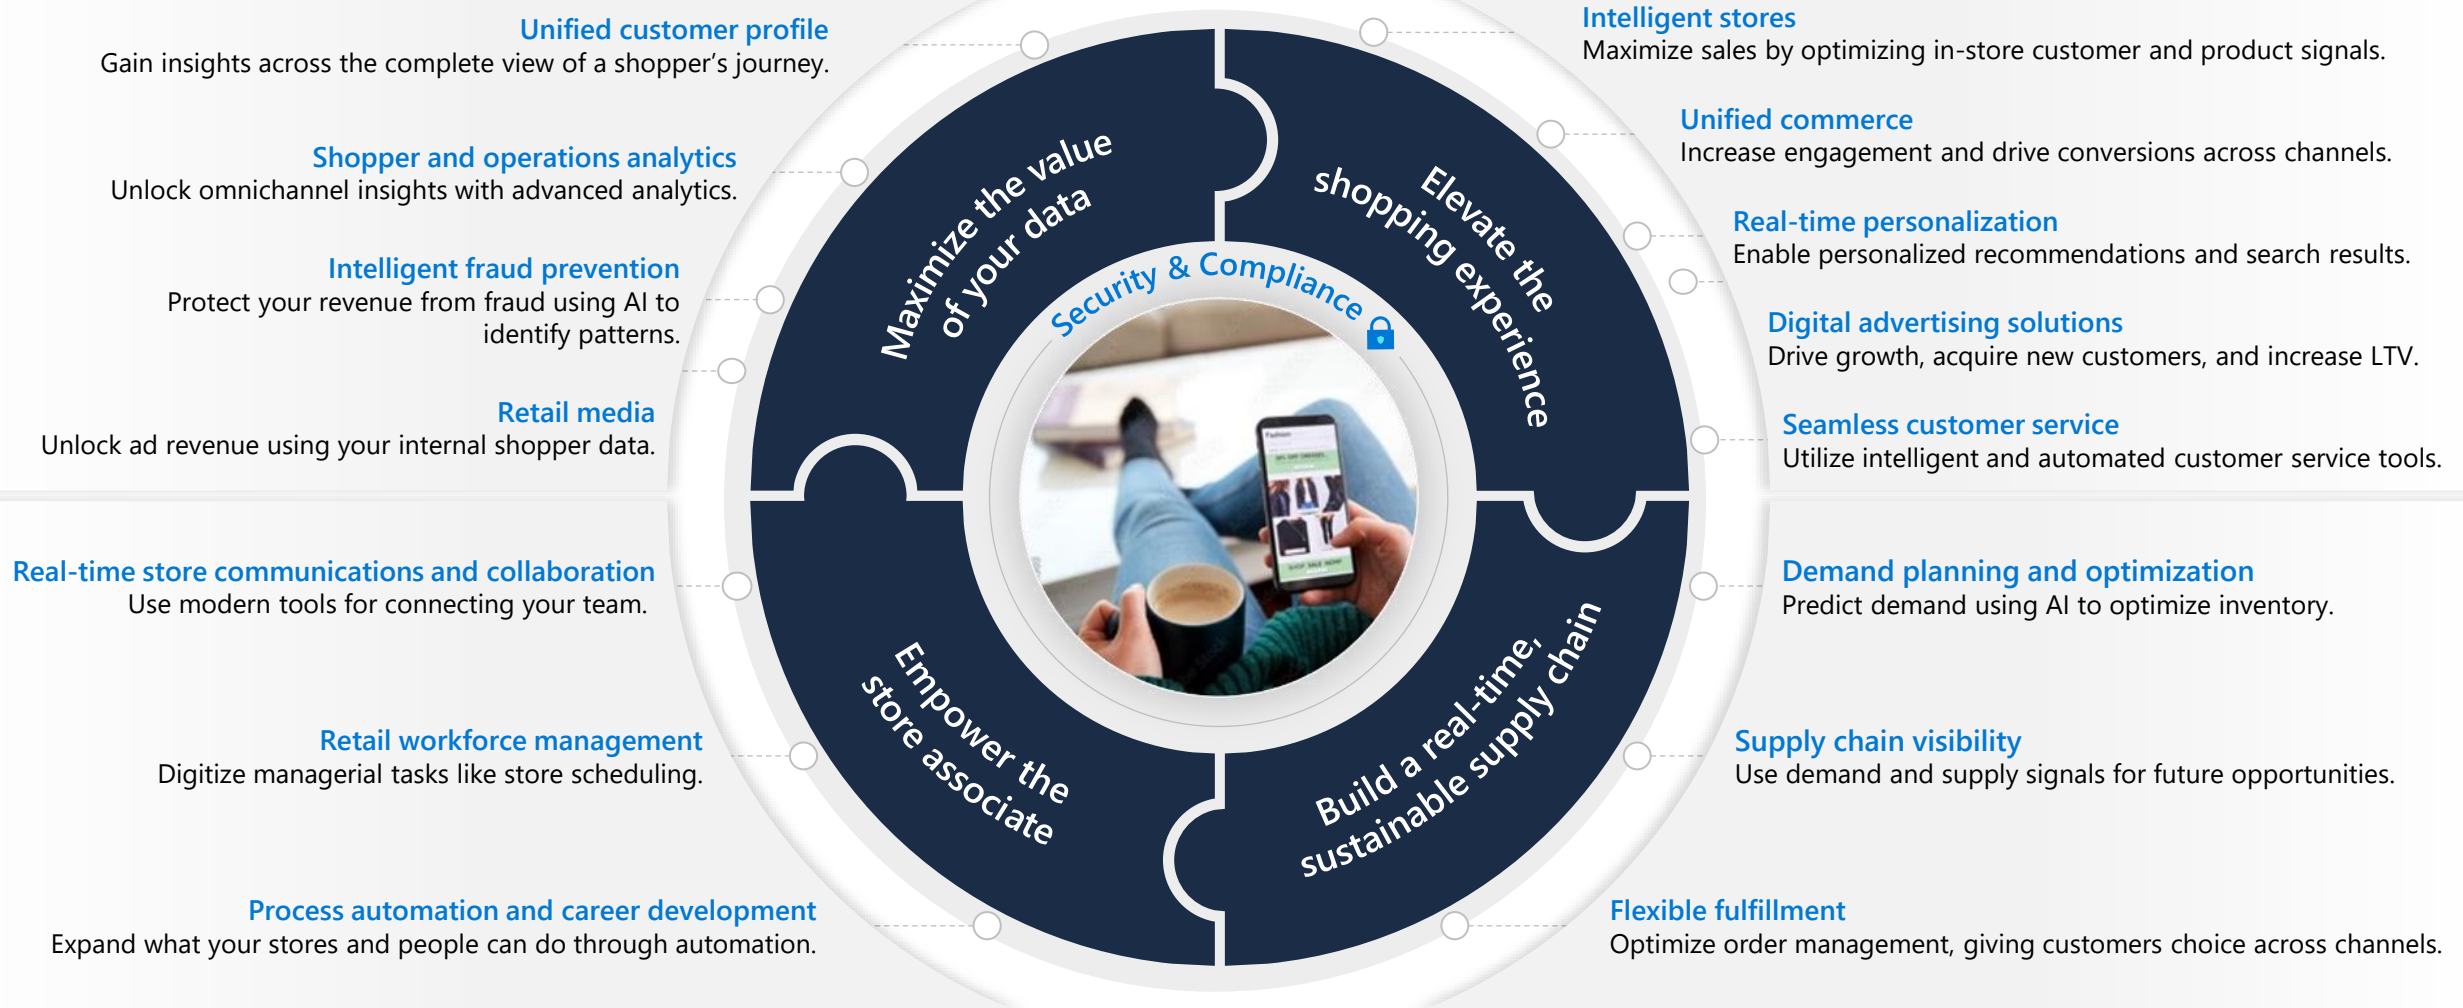 Unified customer profile
Gain insights across the complete view of a shopper's journey.
Shopper and operations analytics
Unlock omnichannel insights with advanced analytics.
Intelligent fraud prevention
Protect your revenue from fraud using AI to
identify patterns.
Retail media
Unlock ad revenue using your internal shopper data.
Maximize the value
of your data
Elevate the
shopping experience
Intelligent stores
Maximize sales by optimizing in-store customer and product signals.
Unified commerce
Increase engagement and drive conversions across channels.
Real-time personalization
Enable personalized recommendations and search results.
Digital advertising solutions
Drive growth, acquire new customers, and increase LTV.
Seamless customer service
Utilize intelligent and automated customer service tools.
Security & Compliance
Fashion
SHOP SALE NOW
Real-time store communications and collaboration
Use modern tools for connecting your team.
Retail workforce management
Digitize managerial tasks like store scheduling.
Process automation and career development
Expand what your stores and people can do through automation.
Empower the
store associate
Build a real-time,
sustainable supply chain
Demand planning and optimization
Predict demand using AI to optimize inventory.
Supply chain visibility
Use demand and supply signals for future opportunities.
Flexible fulfillment
Optimize order management, giving customers choice across channels.